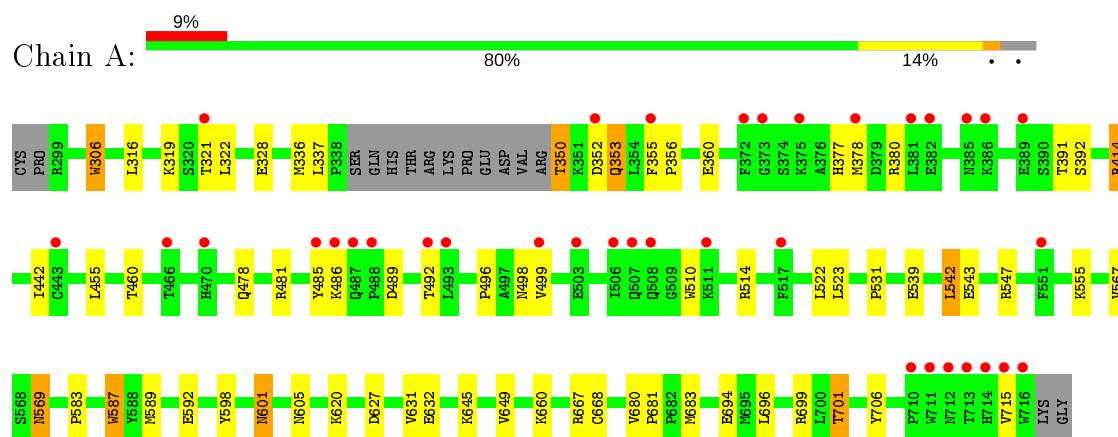 9%
Chain A:
80% 14% • •
CYS PRO R299 W306 L316 K319 S320 T321 L322 E328 M336 L337 P338 SER GLN HIS THR ARG LYS PRO GLU ASP VAL ARG T350 K351 D352 Q353 L354 F355 P356 E360 F372 G373 S374 K375 A376 H377 M378 D379 R380 L381 E382 N385 K386 E389 S390 T391 S392 R414
I442 C443 L455 T460 T466 H470 Q478 R481 Y485 K486 Q487 P488 D489 T492 L493 P496 A497 N498 V499 E503 I506 Q507 Q508 G509 W510 K511 R514 F517 L522 L523 P531 E539 L542 E543 R547 F551 K555 V567
S568 N569 P583 W587 Y588 M589 E592 Y598 N601 N605 K620 D627 V631 E632 K645 V649 K660 R667 C668 V680 P681 P682 M683 E694 M695 L696 R699 L700 T701 Y706 P710 W711 N712 T713 H714 V715 W716 LYS GLY